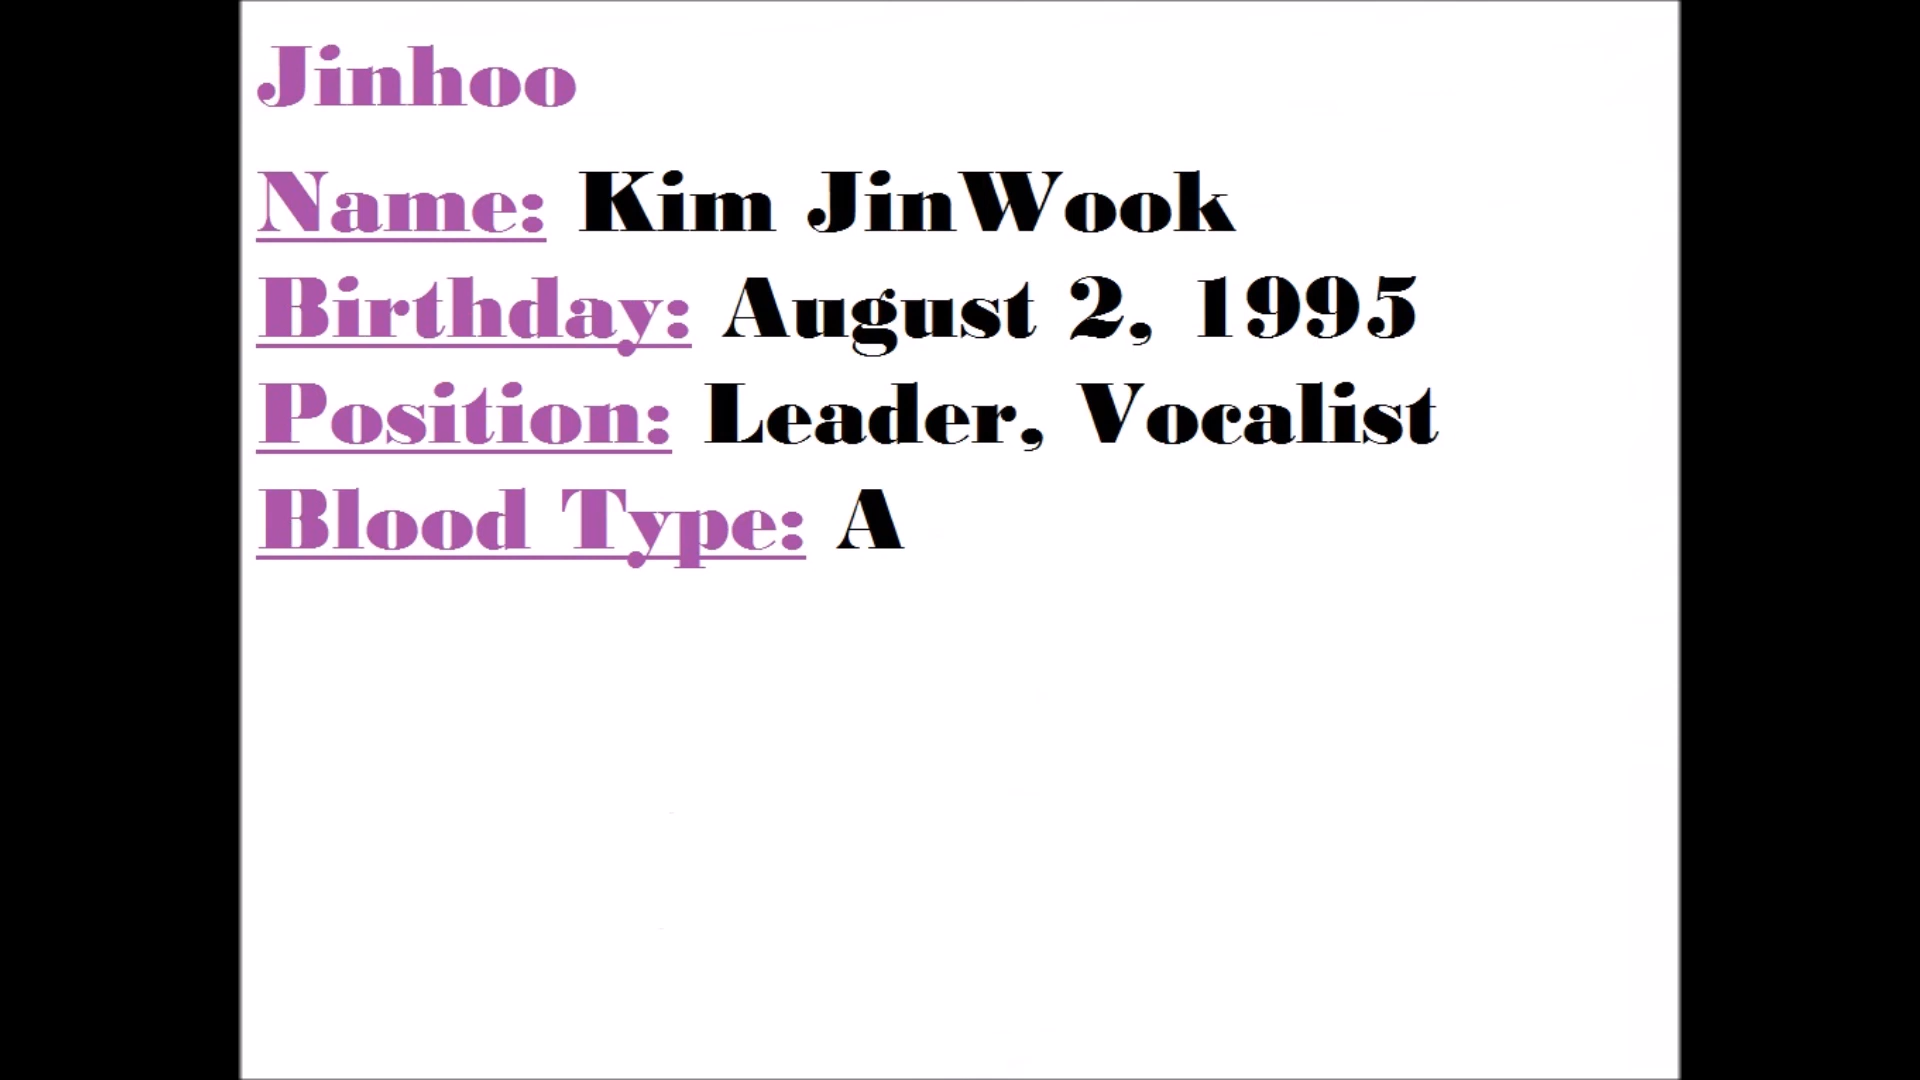 Jinhoo
Name: Kim JinWook
Birthday: August 2, 1995
Position: Leader, Vocalist
Blood Type: A